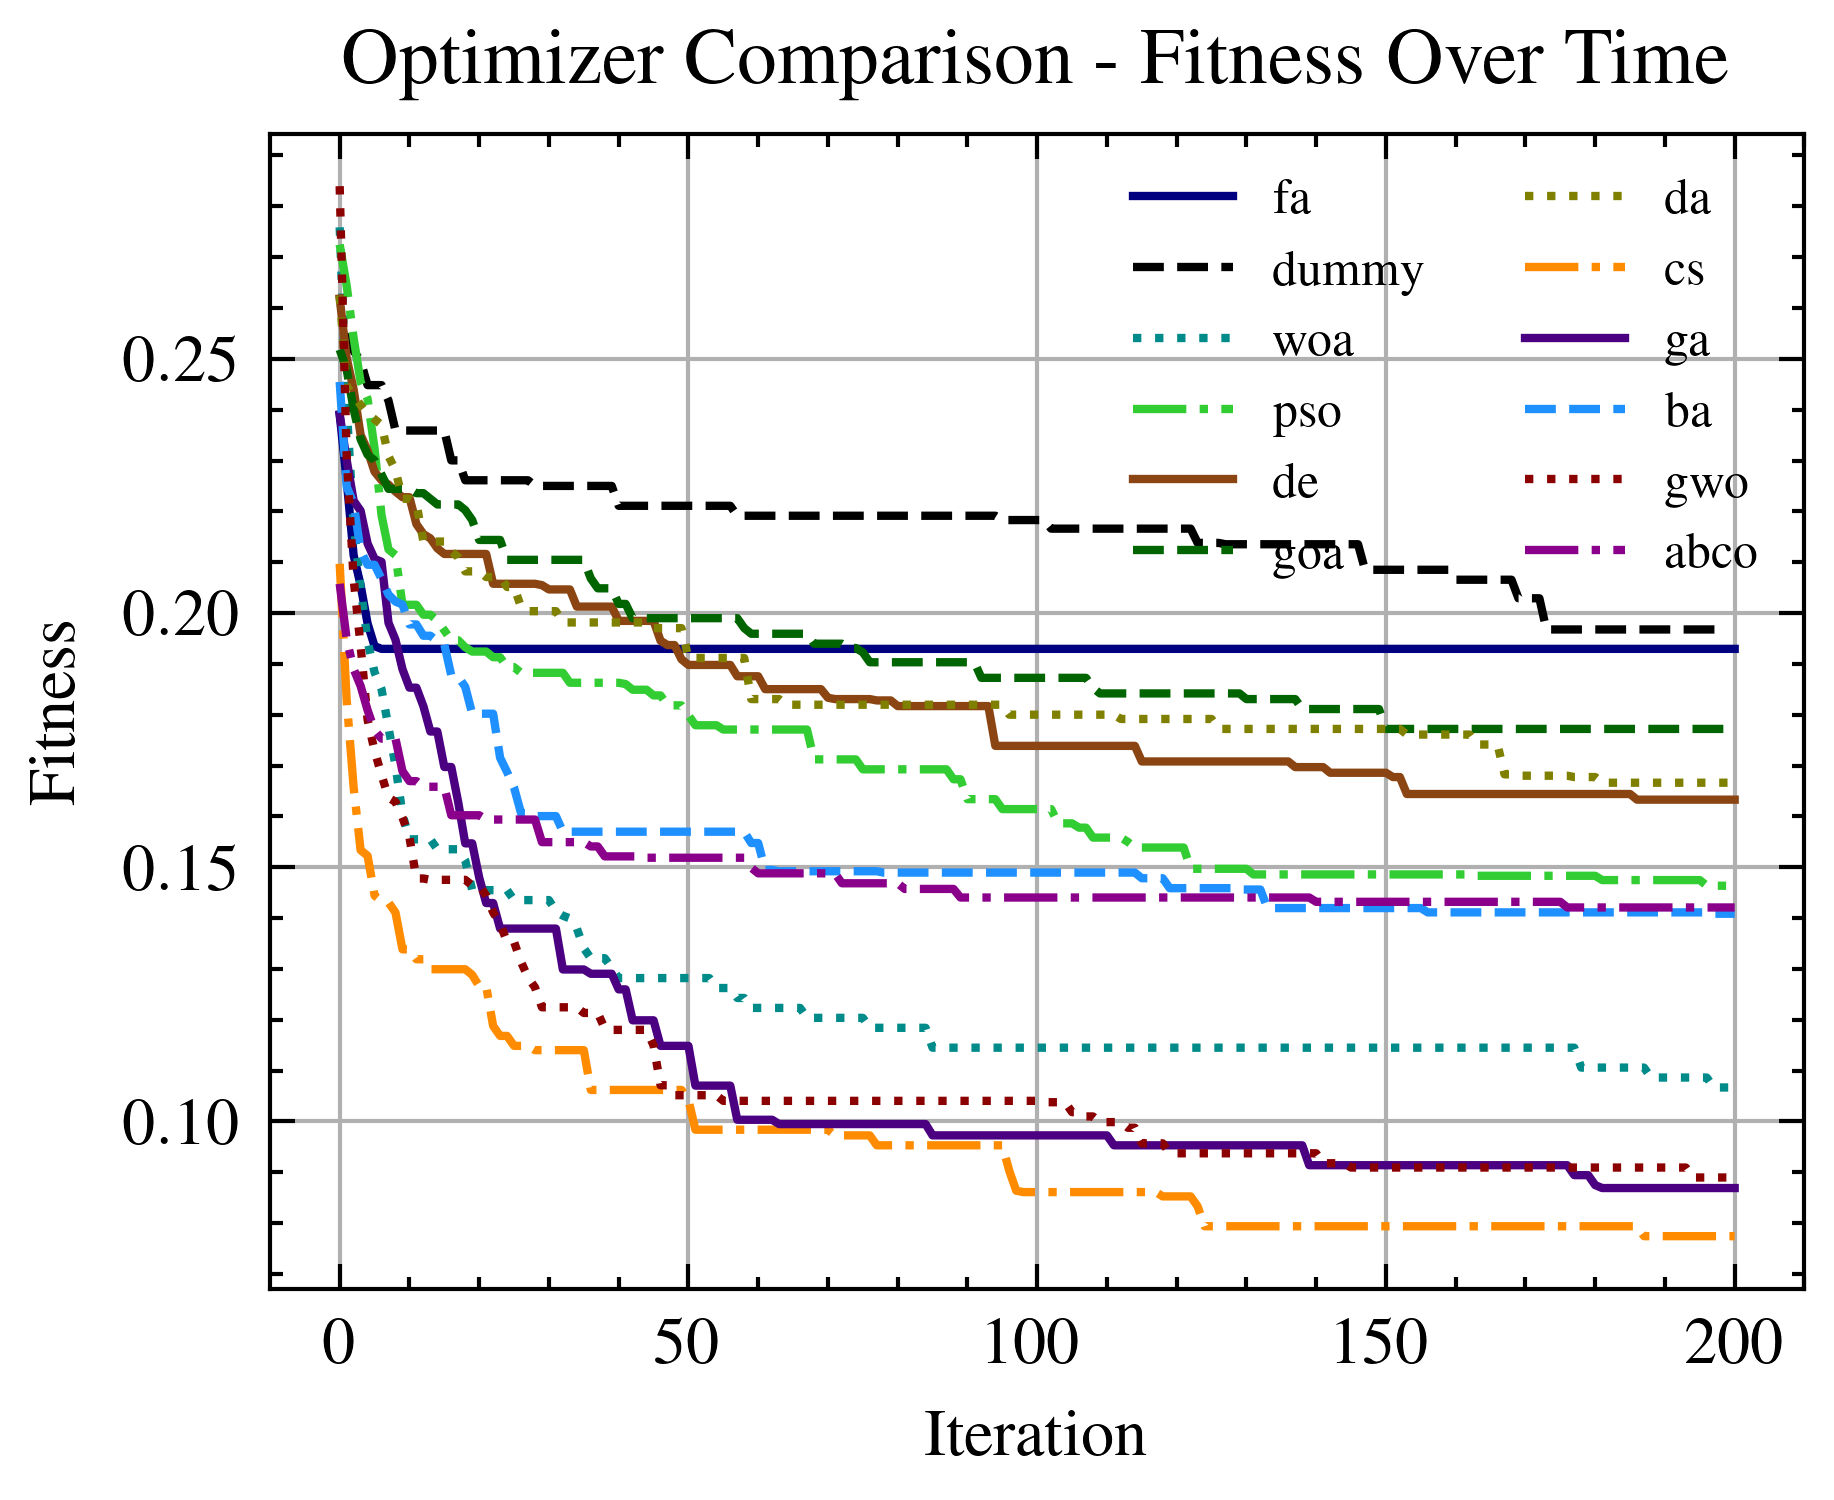 Optimizer Comparison - Fitness Over Time
Fitness
0.25
0.20
0.15
0.10
fa
dummy
woa
pso
de
goa
da
cs
ga
ba
gwo
abco
0 50 100 150 200
Iteration